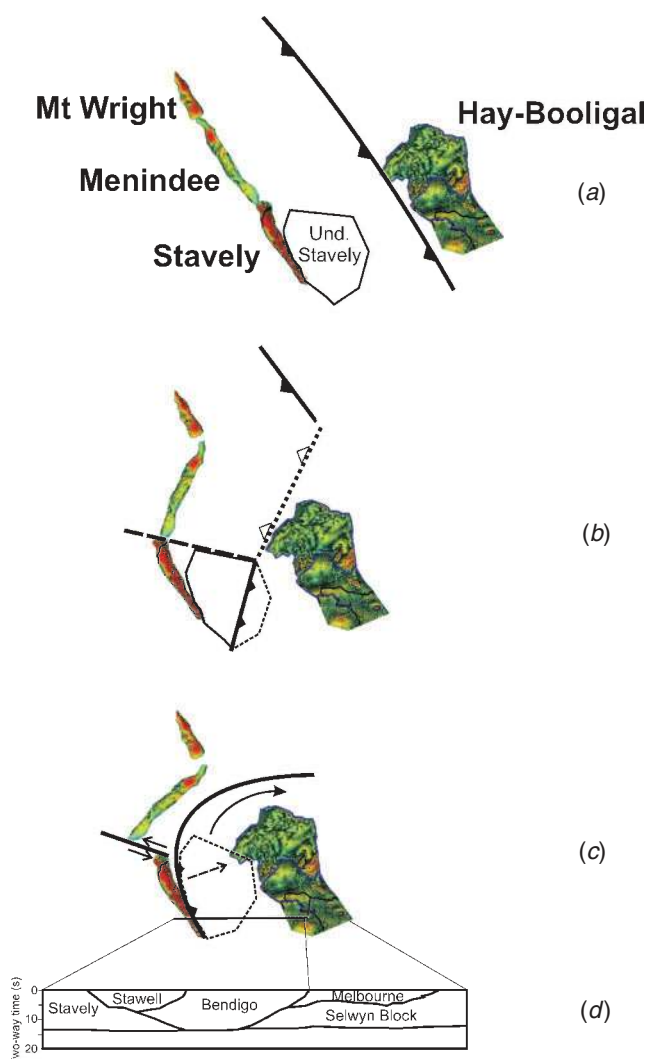 Mt Wright
Hay-Booligal
Menindee
(a)
Und.
Stavely
Stavely
(b)
(c)
wo-way time (s)
0
10
20
Stavely
Stawell
Bendigo
Melbourne
Selwyn Block
(d)